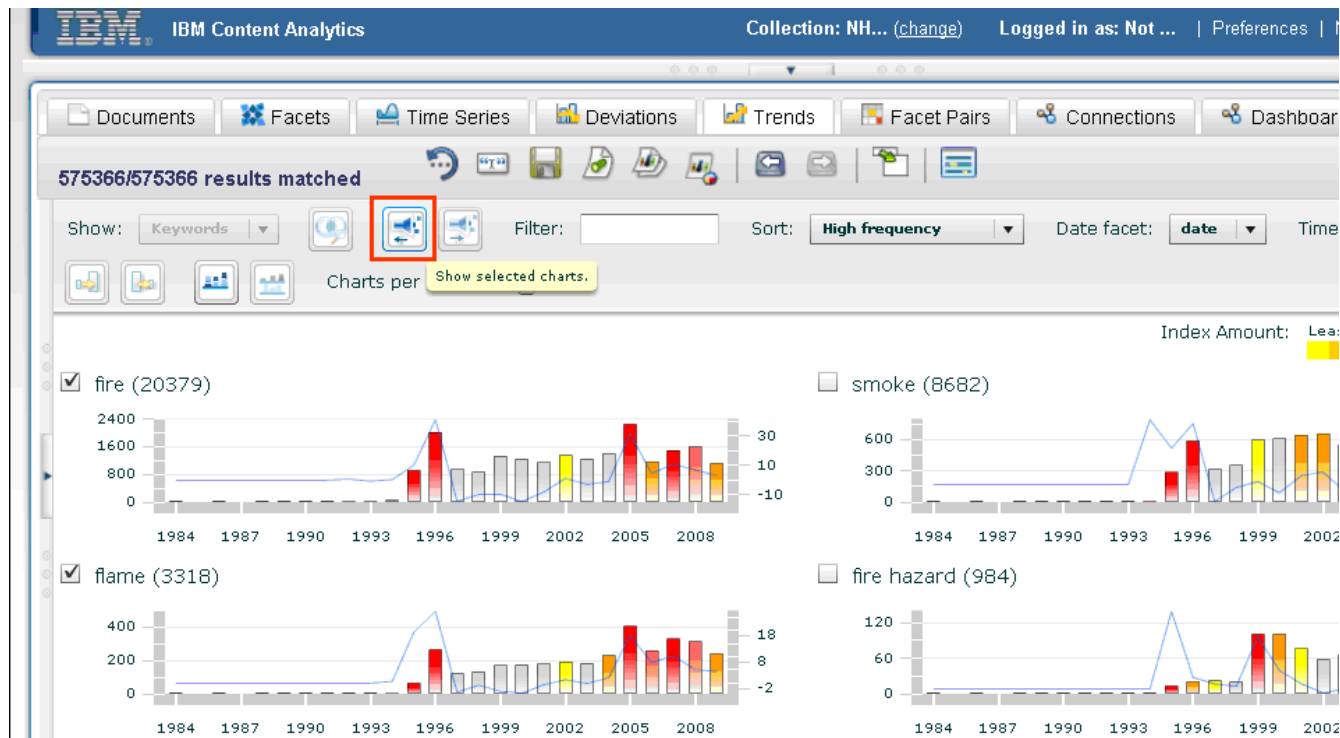 IBM IBM Content Analytics Collection: NH... (change) Logged in as: Not ... | Preferences |
Documents Facets Time Series Deviations Trends Facet Pairs Connections Dashboar
575366/575366 results matched
Show: Keywords Filter: Sort: High frequency Date facet: date Time
Charts per
Show selected charts.
Index Amount: Leas
fire (20379)
2400
1600
800
0
30
10
-10
1984 1987 1990 1993 1996 1999 2002 2005 2008
smoke (8682)
600
300
0
1984 1987 1990 1993 1996 1999 2002
flame (3318)
400
200
0
18
8
-2
1984 1987 1990 1993 1996 1999 2002 2005 2008
fire hazard (984)
120
60
0
1984 1987 1990 1993 1996 1999 2002